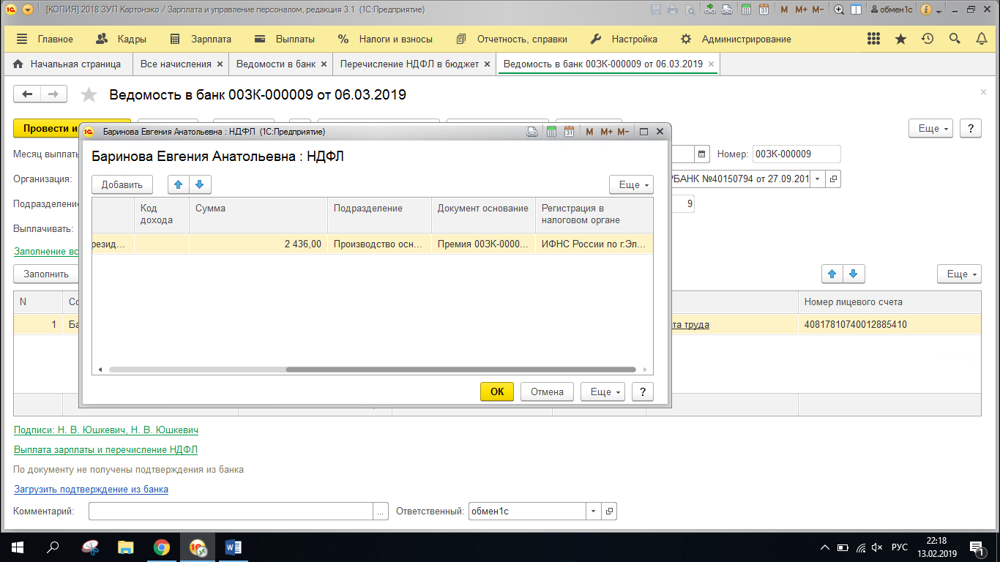 [КОПИЯ] 2018 ЗУП Картонэко / Зарплата и управление персоналом, редакция 3.1 (1С:Предприятие)
M M+ M- обмен1с
Главное Кадры Зарплата Выплаты Налоги и взносы Отчетность, справки Настройка Администрирование
Начальная страница Все начисления Ведомости в банк Перечисление НДФЛ в бюджет Ведомость в банк 00ЗК-000009 от 06.03.2019
Ведомость в банк 00ЗК-000009 от 06.03.2019
Провести и Еще ?
Баринова Евгения Анатольевна : НДФЛ (1С:Предприятие) M M+ M-
Месяц выплаты Номер: 00ЗК-000009
Баринова Евгения Анатольевна : НДФЛ
Организация: РБАНК №40150794 от 27.09.201
Добавить Еще
Подразделение 9
Код дохода Сумма Подразделение Документ основание Регистрация в налоговом органе
Выплачивать:
резид... 2 436,00 Производство осн... Премия 00ЗК-0000... ИФНС России по г.Эл...
Заполнение вс
Заполнить Еще
N Со Номер лицевого счета
1 Ба та труда 40817810740012885410
ОК Отмена Еще ?
Подписи: Н. В. Юшкевич, Н. В. Юшкевич
Выплата зарплаты и перечисление НДФЛ
По документу не получены подтверждения из банка
Загрузить подтверждение из банка
Комментарий: ... Ответственный: обмен1с
РУС 22:18
13.02.2019 1